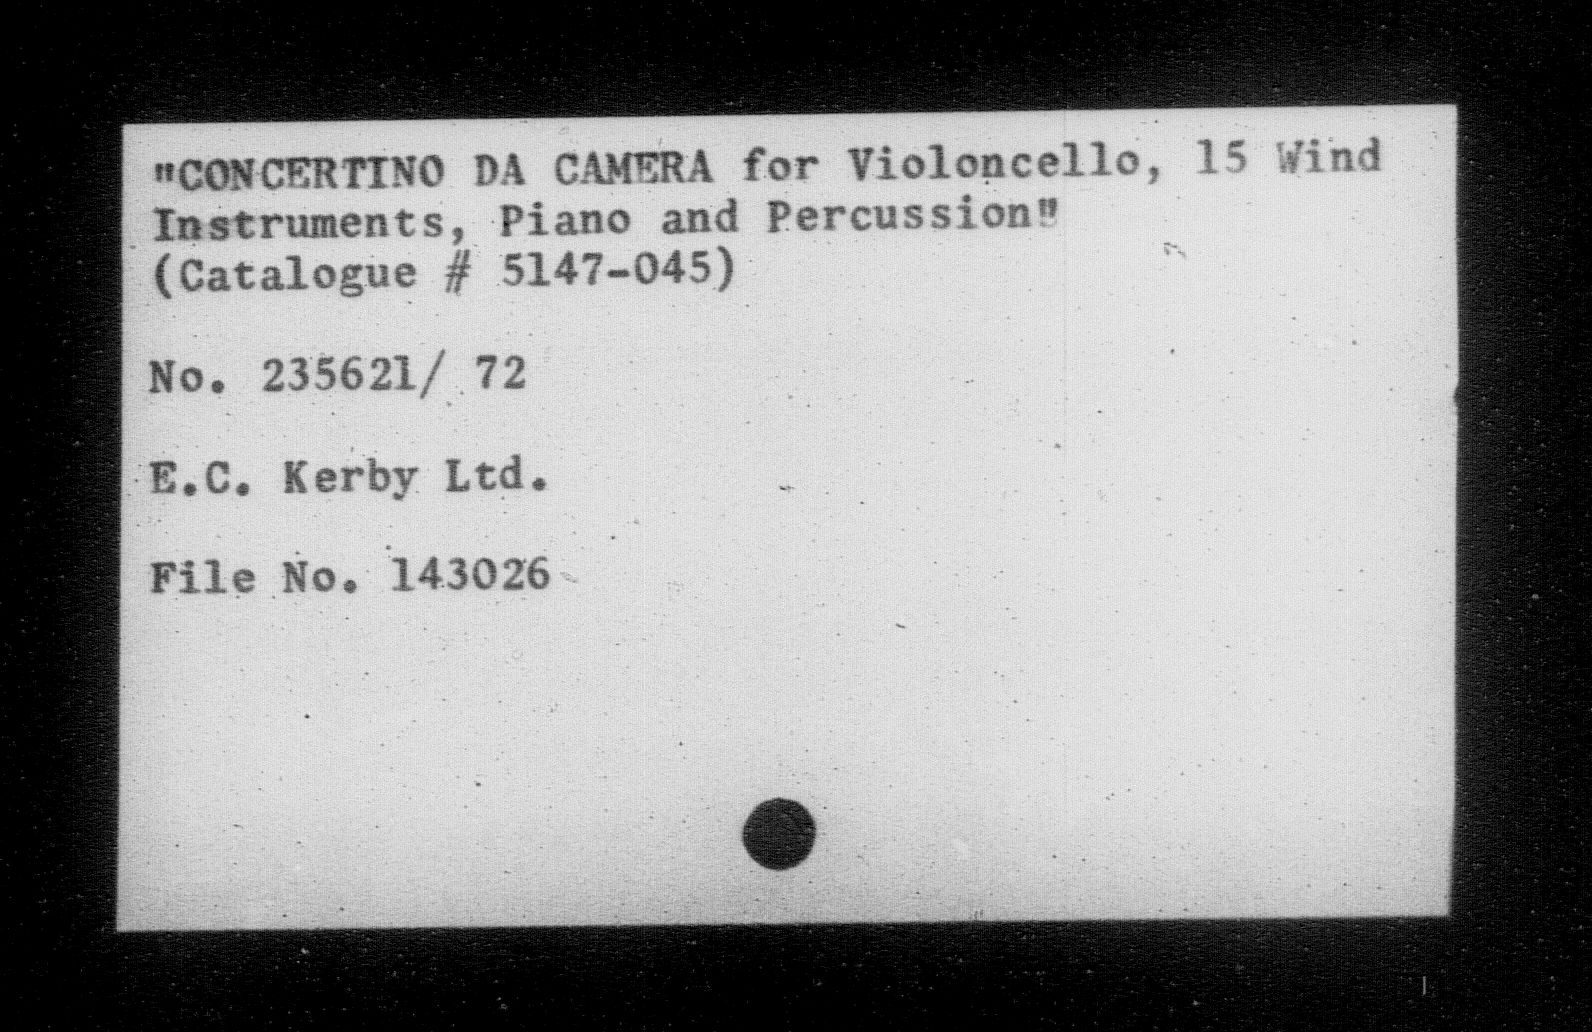 "CONCERTINO DA CAMERA for Violoncello, 15 Wind
Instruments, Piano and Percussion"
(Catalogue # 5147-045)
No. 235621/ 72
E.C. Kerby Ltd.
File No. 143026